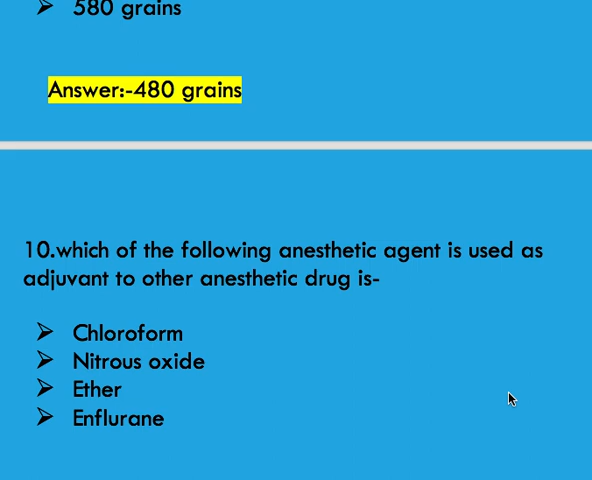 ➢ 580 grains
Answer:-480 grains
10.which of the following anesthetic agent is used as
adjuvant to other anesthetic drug is-
➢ Chloroform
➢ Nitrous oxide
➢ Ether
➢ Enflurane